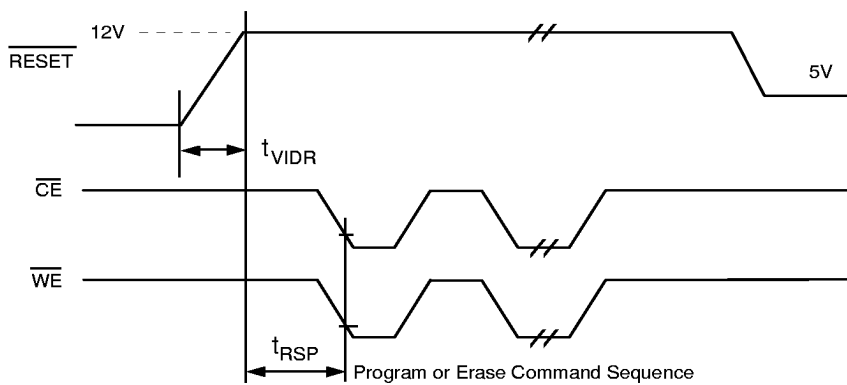 12V
RESET
5V
tVIDR
CE
WE
tRSP
Program or Erase Command Sequence